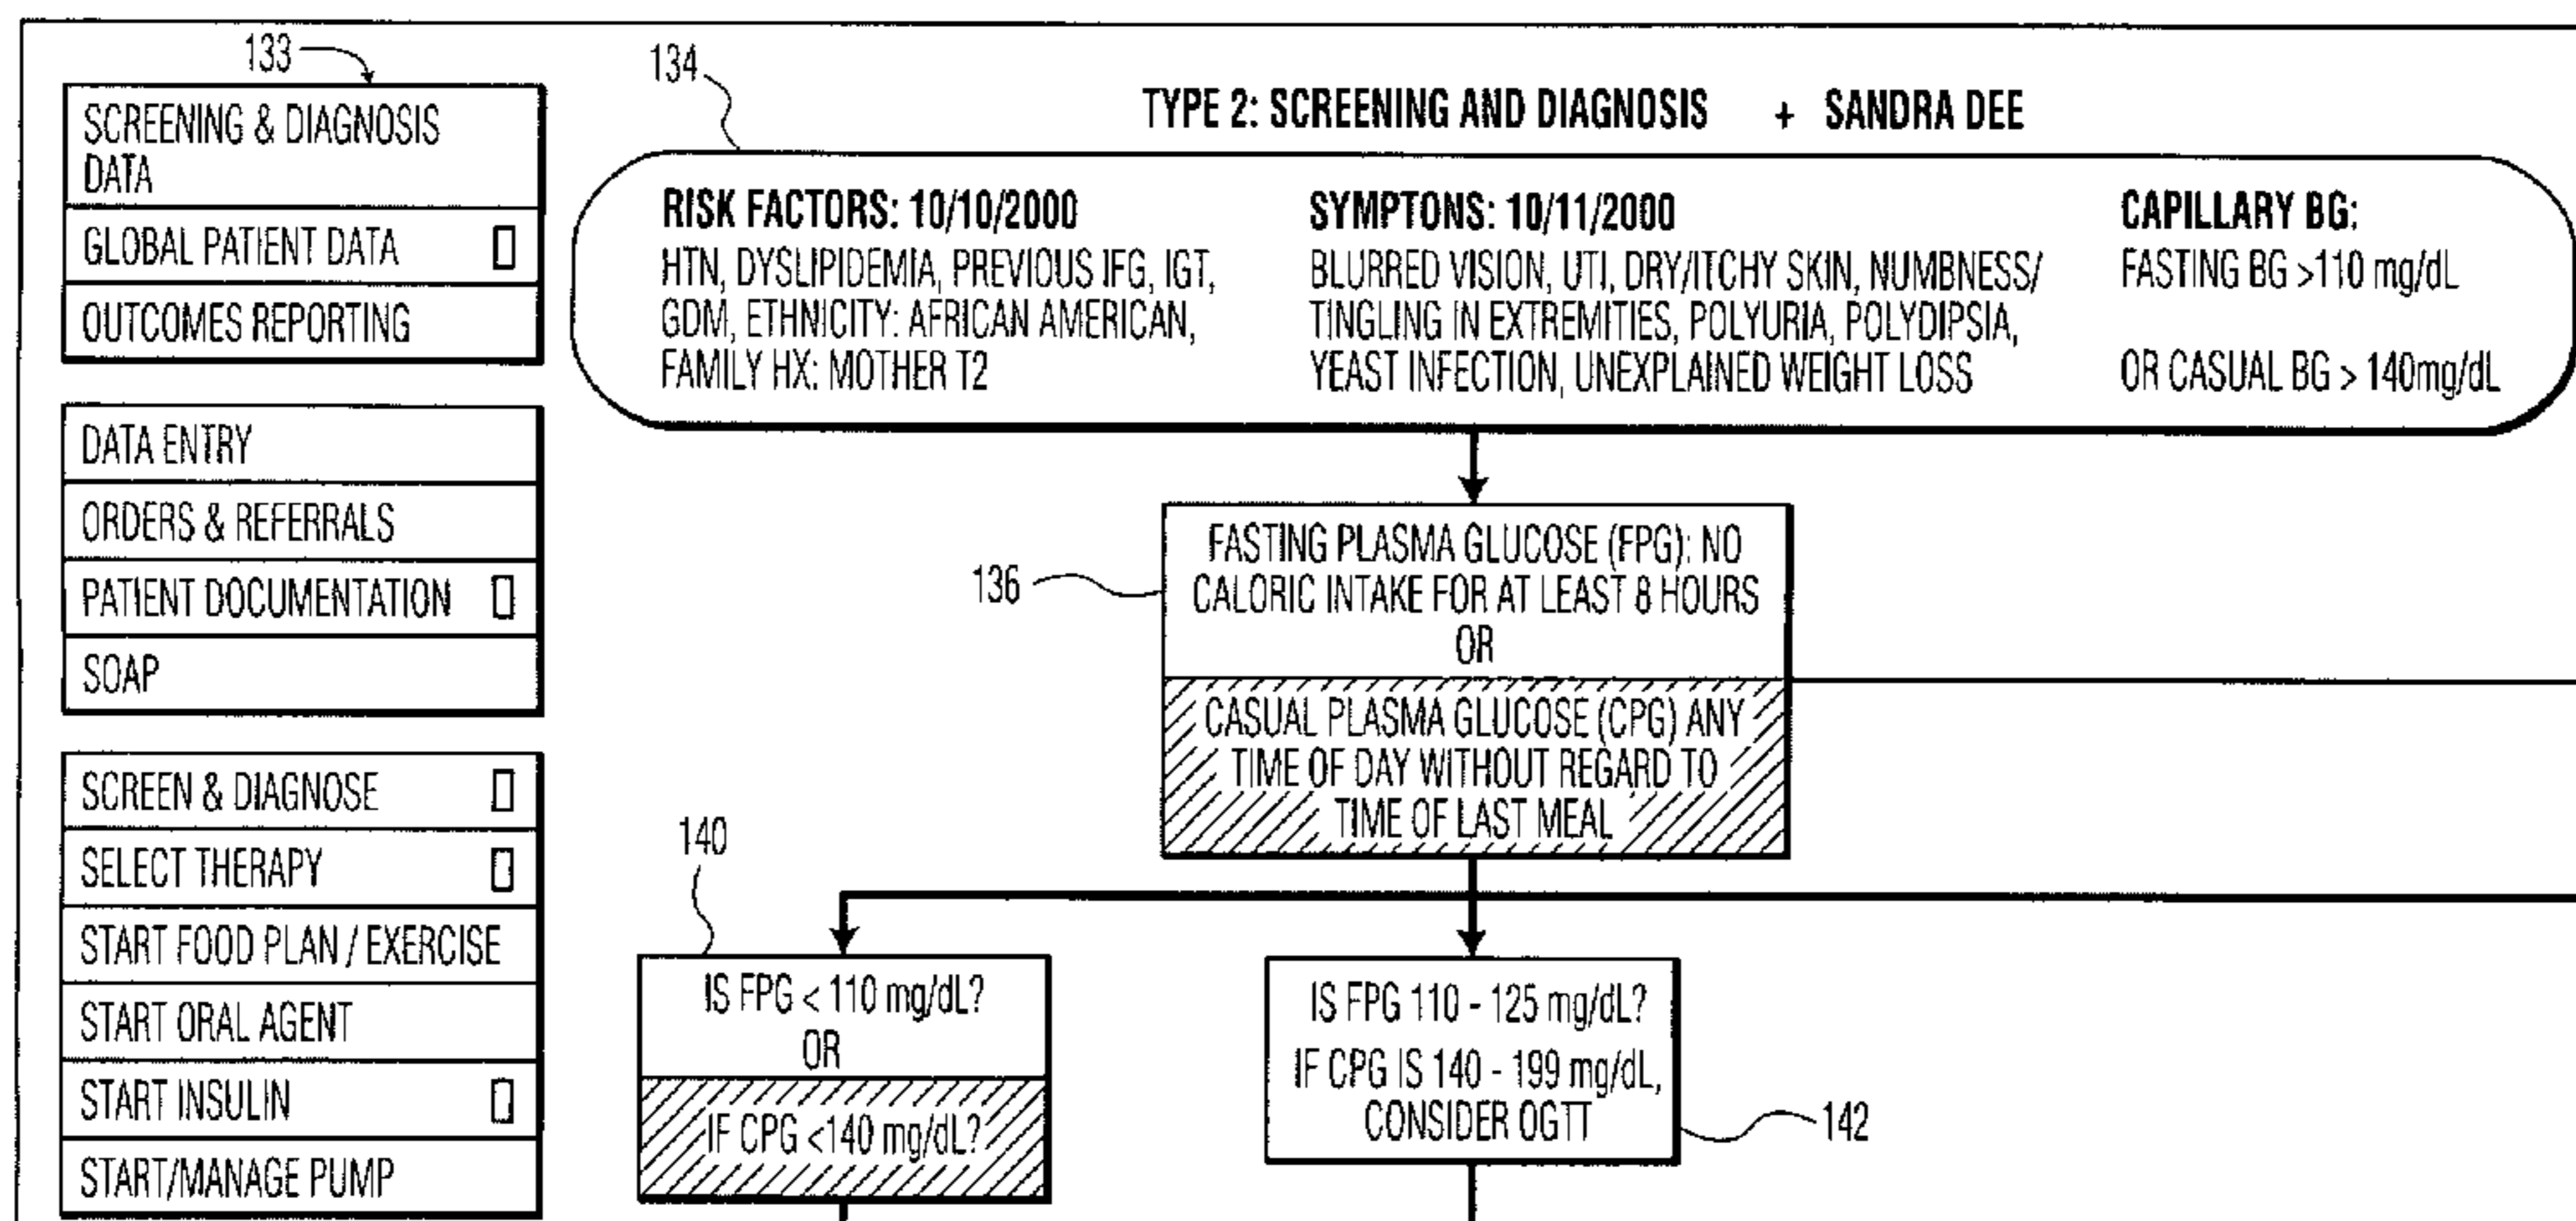 133
SCREENING & DIAGNOSIS
DATA
GLOBAL PATIENT DATA
OUTCOMES REPORTING
DATA ENTRY
ORDERS & REFERRALS
PATIENT DOCUMENTATION
SOAP
SCREEN & DIAGNOSE
SELECT THERAPY
START FOOD PLAN / EXERCISE
START ORAL AGENT
START INSULIN
START/MANAGE PUMP
134
TYPE 2: SCREENING AND DIAGNOSIS + SANDRA DEE
RISK FACTORS: 10/10/2000
HTN, DYSLIPIDEMIA, PREVIOUS IFG, IGT,
GDM, ETHNICITY: AFRICAN AMERICAN,
FAMILY HX: MOTHER T2
SYMPTONS: 10/11/2000
BLURRED VISION, UTI, DRY/ITCHY SKIN, NUMBNESS/
TINGLING IN EXTREMITIES, POLYURIA, POLYDIPSIA,
YEAST INFECTION, UNEXPLAINED WEIGHT LOSS
CAPILLARY BG:
FASTING BG >110 mg/dL
OR CASUAL BG > 140mg/dL
136
FASTING PLASMA GLUCOSE (FPG): NO
CALORIC INTAKE FOR AT LEAST 8 HOURS
OR
CASUAL PLASMA GLUCOSE (CPG) ANY
TIME OF DAY WITHOUT REGARD TO
TIME OF LAST MEAL
140
IS FPG < 110 mg/dL?
OR
IF CPG <140 mg/dL?
IS FPG 110 - 125 mg/dL?
IF CPG IS 140 - 199 mg/dL,
CONSIDER OGTT
142